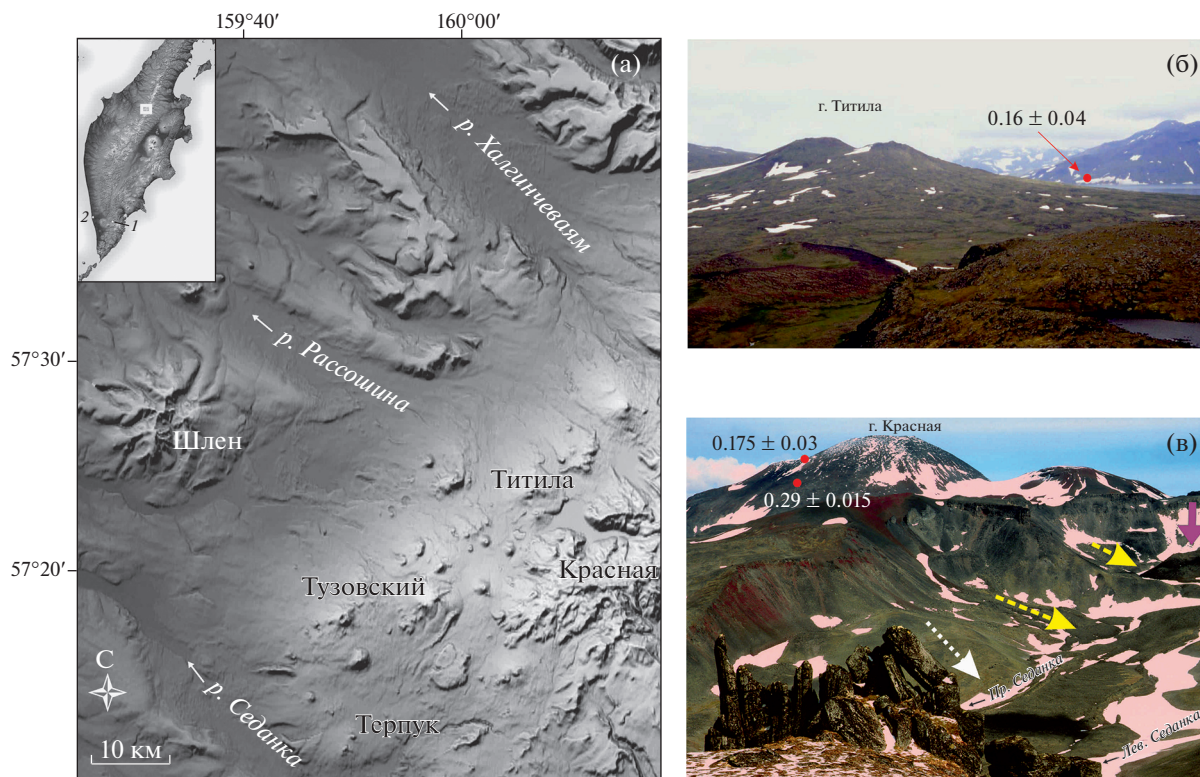 159°40′
160°00′
(а)
2
1
р. Халгинчеваям
57°30′
р. Рассошина
Шлен
Титила
57°20′
Красная
Тузовский
С
р. Седанка
Терпук
10 км
(б)
г. Титила
0.16 ± 0.04
(в)
г. Красная
0.175 ± 0.03
0.29 ± 0.015
Пр. Седанка
Лев. Седанка